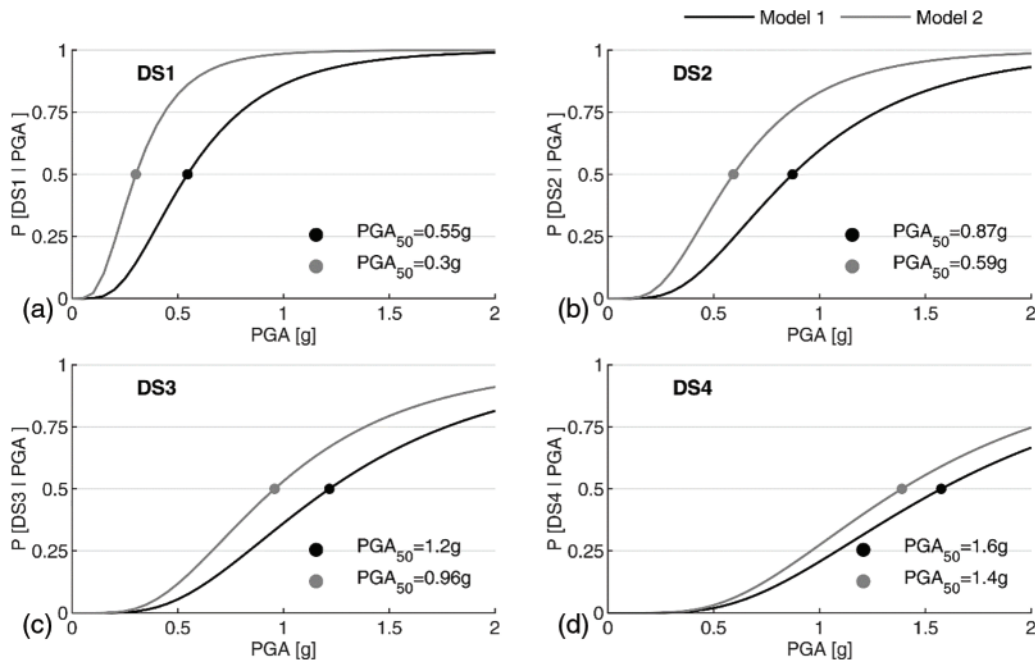 Model 1 Model 2
DS1
P [DS1 | PGA ]
1
0.75
0.5
0.25
0
PGA50=0.55g
PGA50=0.3g
0 0.5 1 1.5 2
(a)
PGA [g]
DS2
P [DS2 | PGA ]
1
0.75
0.5
0.25
0
PGA50=0.87g
PGA50=0.59g
0 0.5 1 1.5 2
(b)
PGA [g]
DS3
P [DS3 | PGA ]
1
0.75
0.5
0.25
0
PGA50=1.2g
PGA50=0.96g
0 0.5 1 1.5 2
(c)
PGA [g]
DS4
P [DS4 | PGA ]
1
0.75
0.5
0.25
0
PGA50=1.6g
PGA50=1.4g
0 0.5 1 1.5 2
(d)
PGA [g]